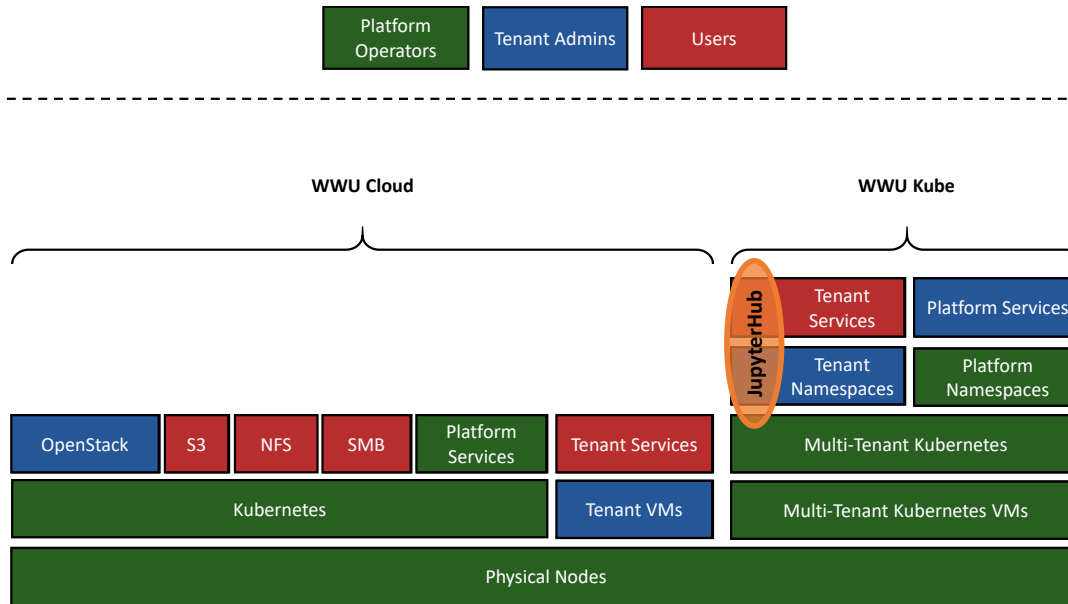 Platform
Operators
Tenant Admins
Users
WWU Cloud
WWU Kube
JupyterHub
Tenant
Services
Platform Services
Tenant
Namespaces
Platform
Namespaces
OpenStack
S3
NFS
SMB
Platform
Services
Tenant Services
Multi-Tenant Kubernetes
Kubernetes
Tenant VMs
Multi-Tenant Kubernetes VMs
Physical Nodes